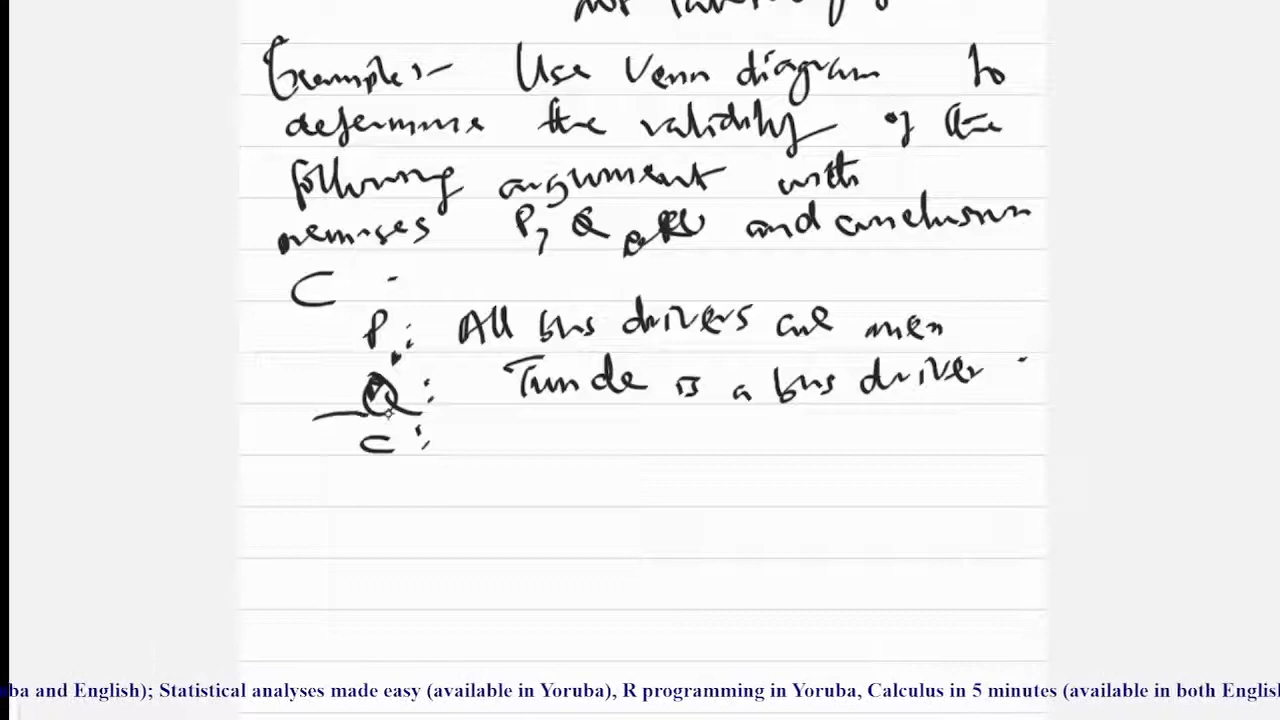 Example:- Use Venn diagram to
determine the validity of the
following argument with
premises P, Q and conclusion
C
P: All bus drivers are men
Q: Tunde is a bus driver.
C:
uba and English); Statistical analyses made easy (available in Yoruba), R programming in Yoruba, Calculus in 5 minutes (available in both English